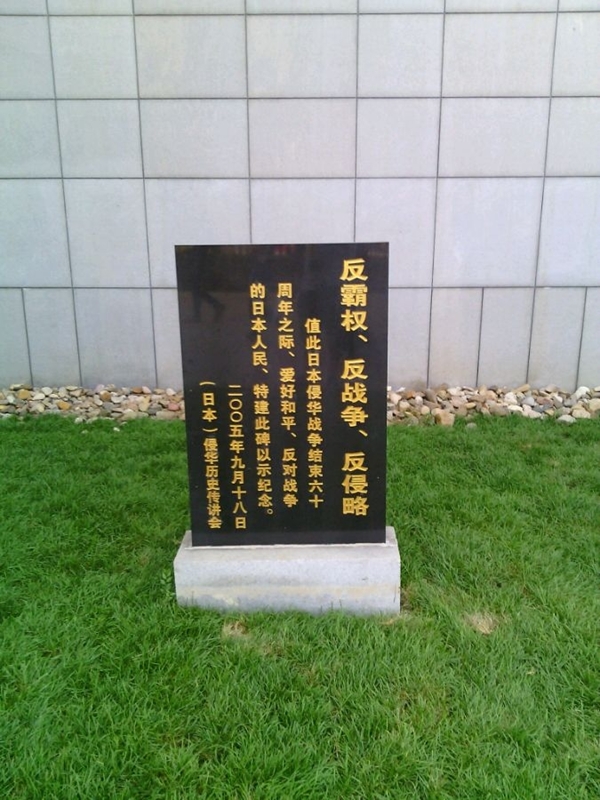 反霸权、反战争、反侵略
值此日本侵华战争结束六十
周年之际、爱好和平、反对战争
的日本人民、特建此碑以示纪念。
二〇〇五年九月十八日
（日本）侵华历史传讲会